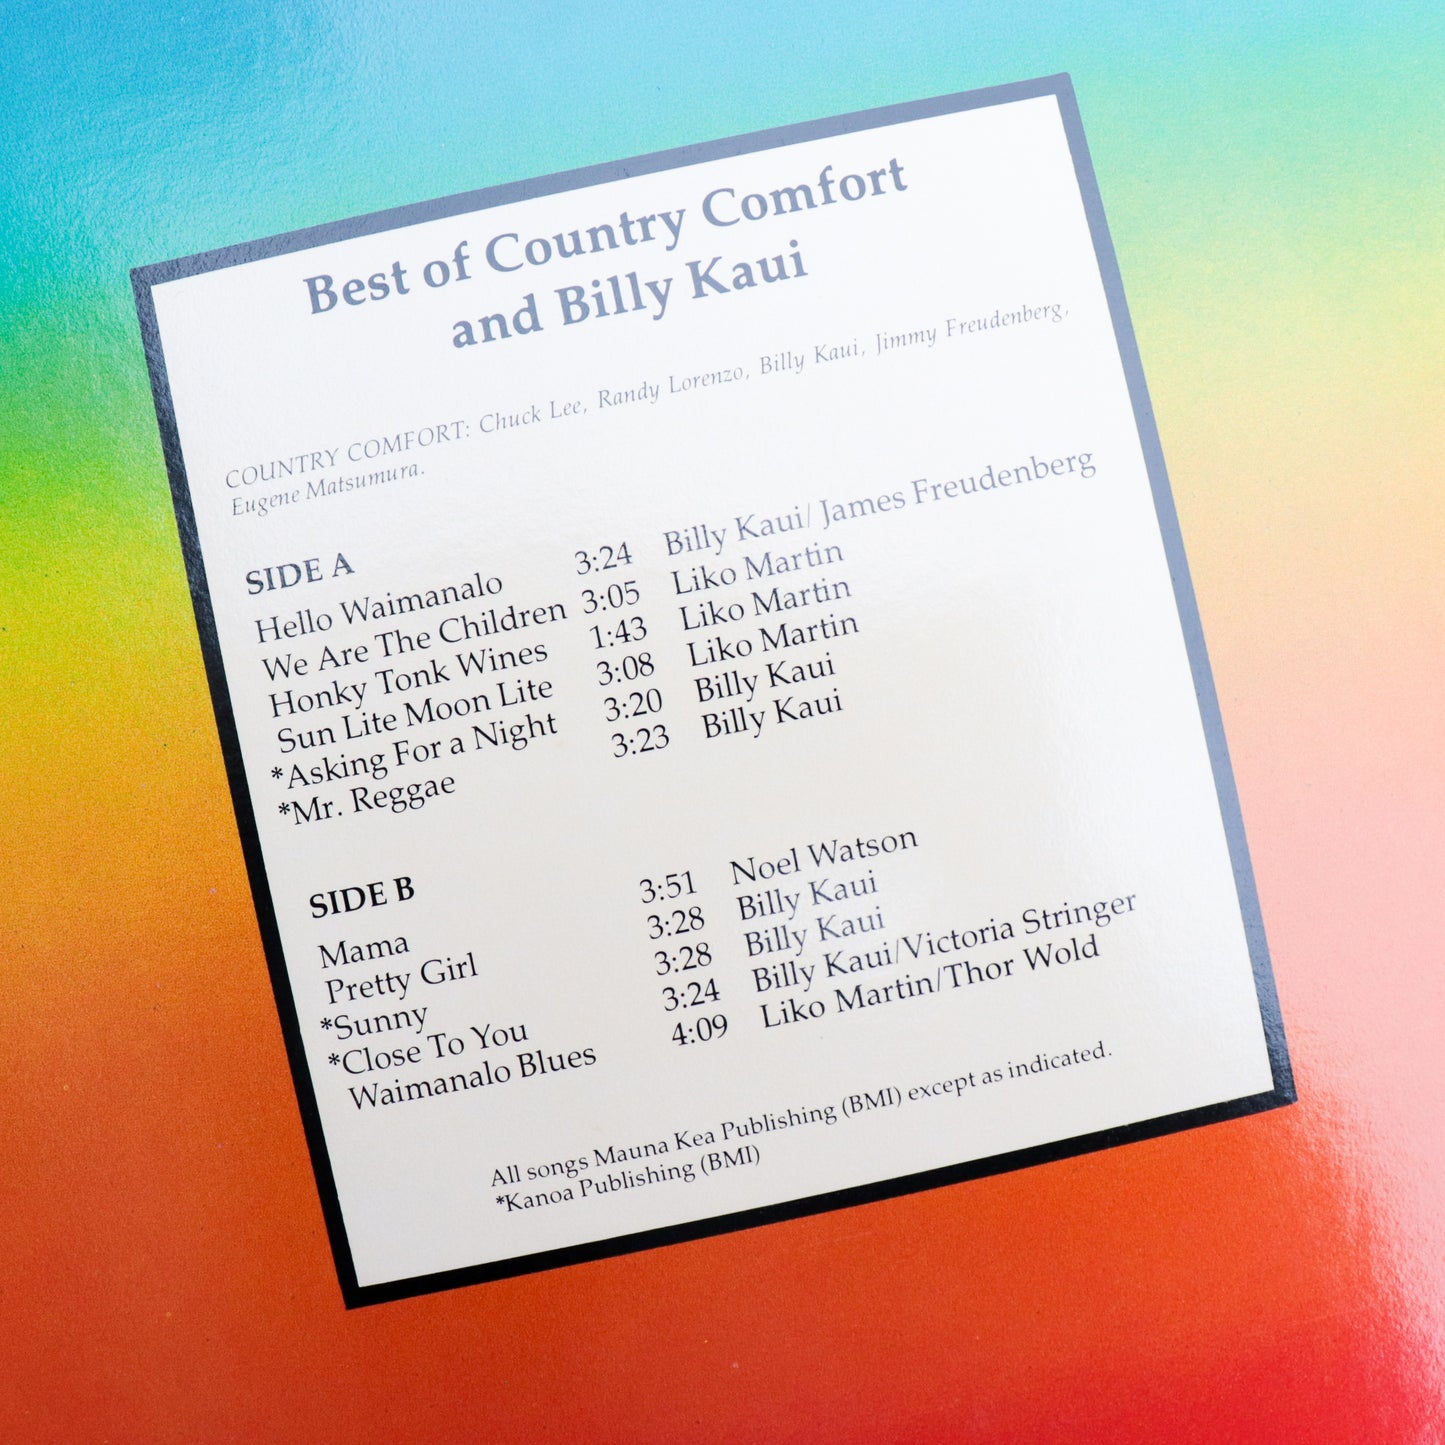 Best of Country Comfort
and Billy Kaui
COUNTRY COMFORT: Chuck Lee, Randy Lorenzo, Billy Kaui, Jimmy Freudenberg,
Eugene Matsumura.
SIDE A
Hello Waimanalo 3:24 Billy Kaui/ James Freudenberg
We Are The Children 3:05 Liko Martin
Honky Tonk Wines 1:43 Liko Martin
Sun Lite Moon Lite 3:08 Liko Martin
*Asking For a Night 3:20 Billy Kaui
*Mr. Reggae 3:23 Billy Kaui
SIDE B
Mama 3:51 Noel Watson
Pretty Girl 3:28 Billy Kaui
*Sunny 3:28 Billy Kaui
*Close To You 3:24 Billy Kaui/Victoria Stringer
Waimanalo Blues 4:09 Liko Martin/Thor Wold
All songs Mauna Kea Publishing (BMI) except as indicated.
*Kanoa Publishing (BMI)